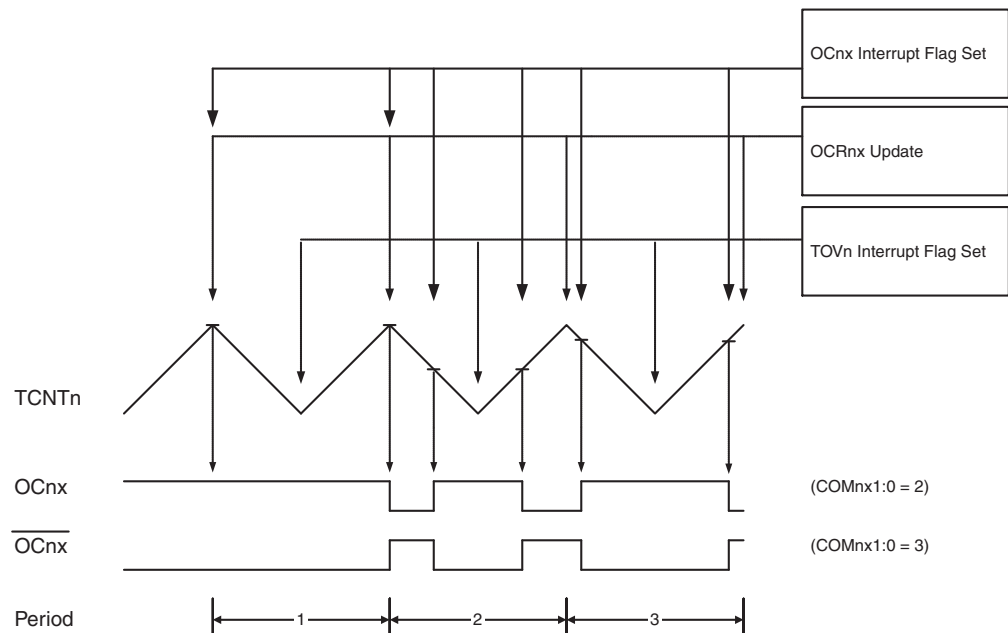 OCnx Interrupt Flag Set
OCRnx Update
TOVn Interrupt Flag Set
TCNTn
OCnx
(COMnx1:0 = 2)
OCnx
(COMnx1:0 = 3)
Period
1
2
3